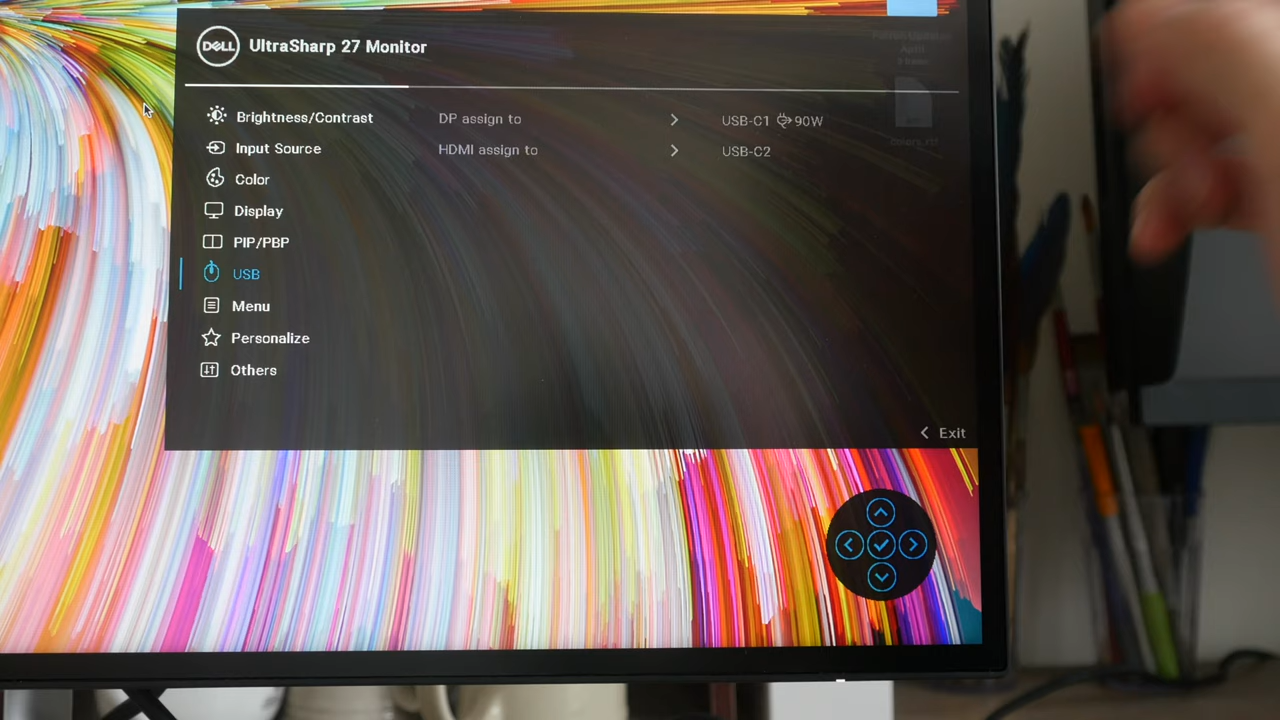 DELL UltraSharp 27 Monitor
Brightness/Contrast
DP assign to
USB-C1 90W
Input Source
HDMI assign to
USB-C2
Color
Display
PIP/PBP
USB
Menu
Personalize
Others
Exit